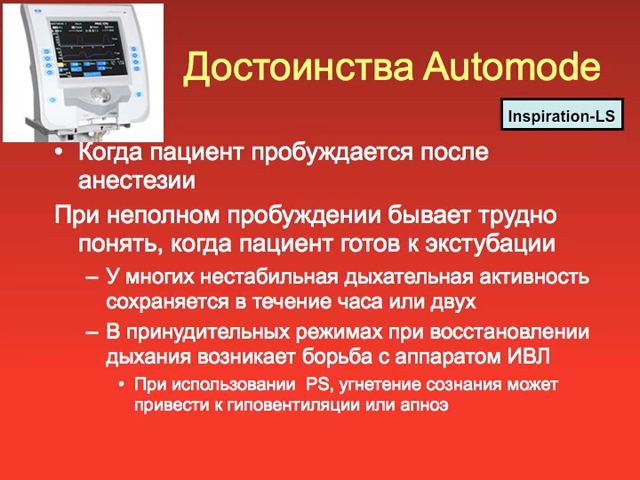 Достоинства Automode
Inspiration-LS
• Когда пациент пробуждается после
анестезии
При неполном пробуждении бывает трудно
понять, когда пациент готов к экстубации
– У многих нестабильная дыхательная активность
сохраняется в течение часа или двух
– В принудительных режимах при восстановлении
дыхания возникает борьба с аппаратом ИВЛ
• При использовании PS, угнетение сознания может
привести к гиповентиляции или апноэ